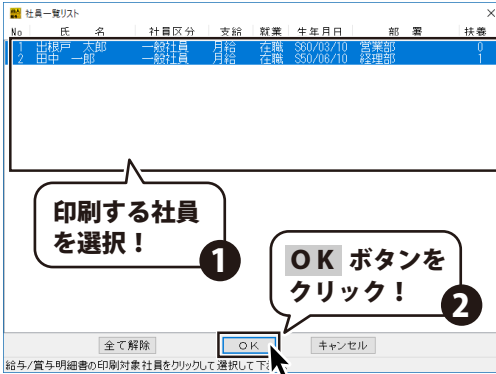 社員一覧リスト
No 氏 名 社員区分 支給 就業 生年月日 部 署 扶養
1 出根戸 太郎 一般社員 月給 在職 S60/03/10 営業部 0
2 田中 一郎 一般社員 月給 在職 S50/06/10 経理部 1
印刷する社員
を選択！
1
OK ボタンを
クリック！
2
全て解除 OK キャンセル
給与/賞与明細書の印刷対象社員をクリックして選択して下